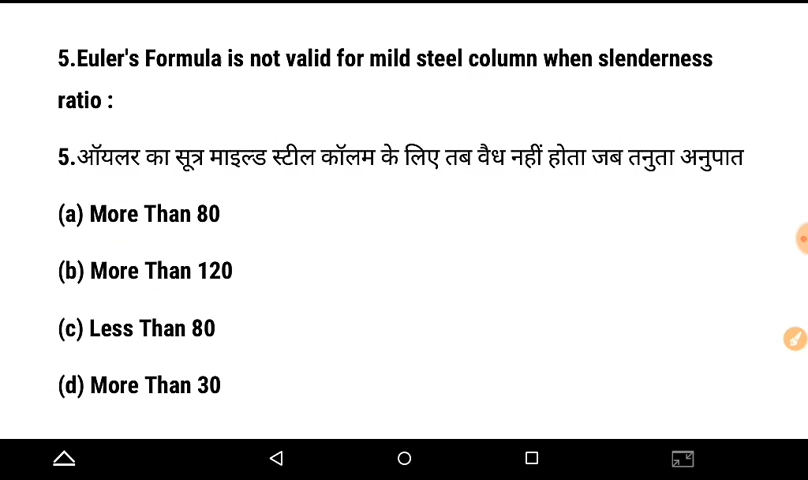 5.Euler's Formula is not valid for mild steel column when slenderness
ratio :
5.ऑयलर का सूत्र माइल्ड स्टील कॉलम के लिए तब वैध नहीं होता जब तनुता अनुपात
(a) More Than 80
(b) More Than 120
(c) Less Than 80
(d) More Than 30